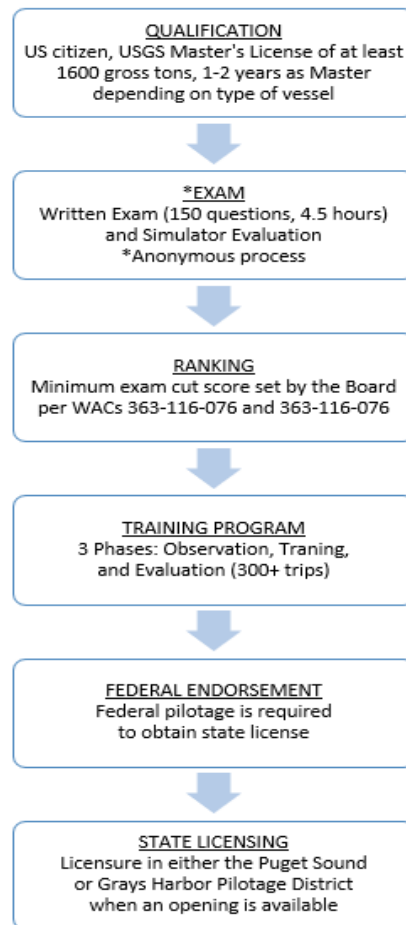 QUALIFICATION
US citizen, USGS Master's License of at least
1600 gross tons, 1-2 years as Master
depending on type of vessel
*EXAM
Written Exam (150 questions, 4.5 hours)
and Simulator Evaluation
*Anonymous process
RANKING
Minimum exam cut score set by the Board
per WACs 363-116-076 and 363-116-076
TRAINING PROGRAM
3 Phases: Observation, Traning,
and Evaluation (300+ trips)
FEDERAL ENDORSEMENT
Federal pilotage is required
to obtain state license
STATE LICENSING
Licensure in either the Puget Sound
or Grays Harbor Pilotage District
when an opening is available